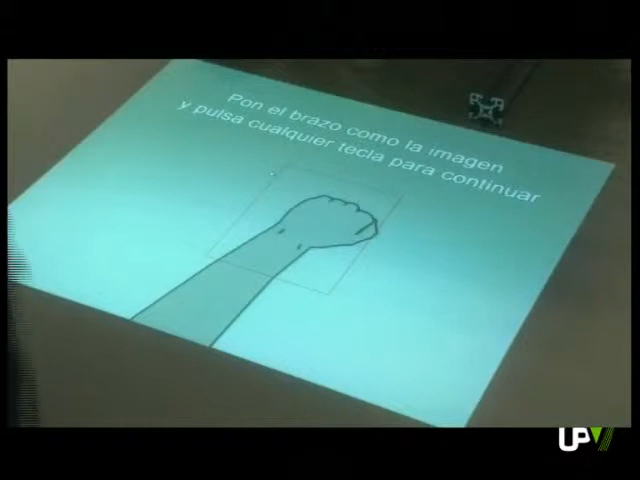 Pon el brazo como la imagen
y pulsa cualquier tecla para continuar
UPV